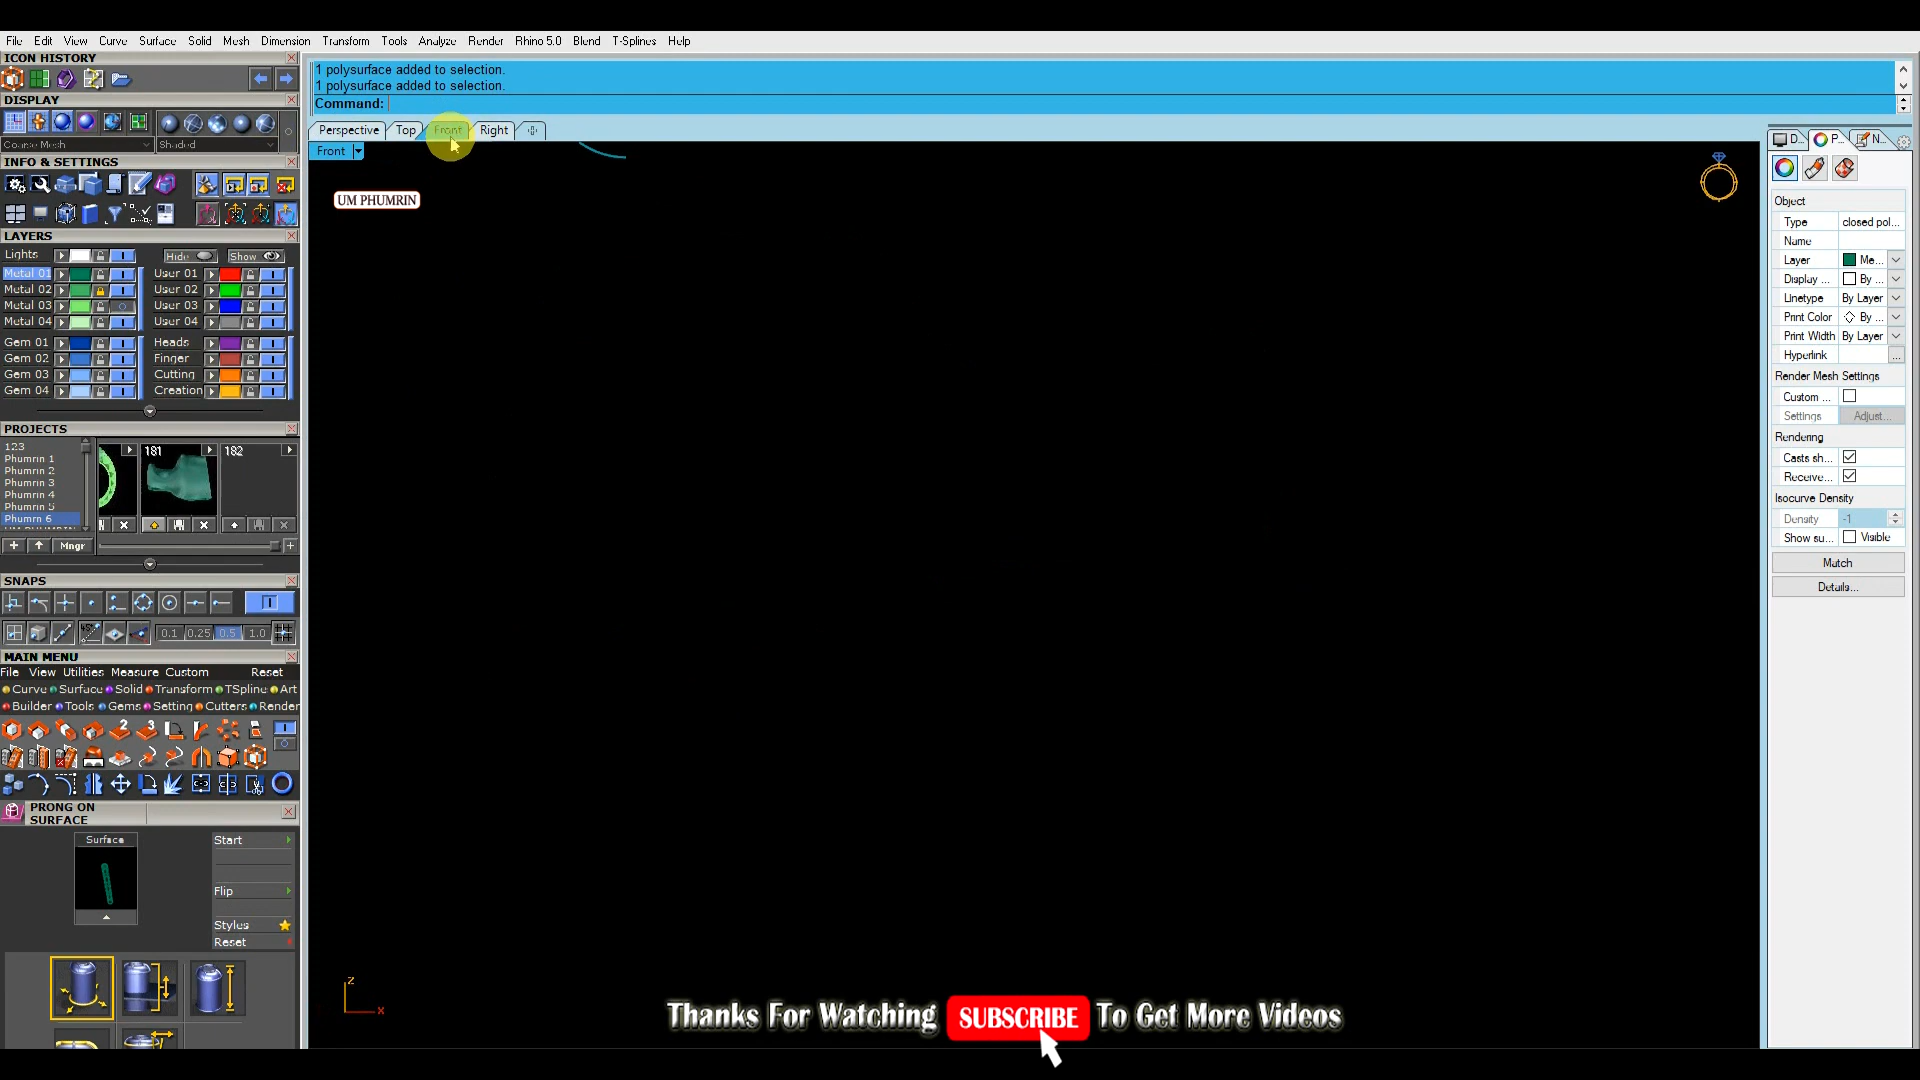 File Edit View Curve Surface Solid Mesh Dimension Transform Tools Analyze Render Rhino 5.0 Blend T-Splines Help
ICON HISTORY
DISPLAY
Coarse Mesh Shaded
INFO & SETTINGS
LAYERS
Lights Hide Show
Metal 01 User 01
Metal 02 User 02
Metal 03 User 03
Metal 04 User 04
Gem 01 Heads
Gem 02 Finger
Gem 03 Cutting
Gem 04 Creation
PROJECTS
123
Phumrin 1
Phumrin 2
Phumrin 3
Phumrin 4
Phumrin 5
Phumrin 6
181 182
Mngr
SNAPS
0.1 0.25 0.5 1.0
MAIN MENU
File View Utilities Measure Custom Reset
Curve Surface Solid Transform TSpline Art
Builder Tools Gems Setting Cutters Render
PRONG ON
SURFACE
Surface
Start
Flip
Styles
Reset
1 polysurface added to selection.
1 polysurface added to selection.
Command:
Perspective Top Front Right
Front
UM PHUMRIN
z
x
Thanks For Watching SUBSCRIBE To Get More Videos
D... P... N...
Object
Type closed pol...
Name
Layer Me...
Display ... By ...
Linetype By Layer
Print Color By ...
Print Width By Layer
Hyperlink ...
Render Mesh Settings
Custom ...
Settings Adjust...
Rendering
Casts sh...
Receive...
Isocurve Density
Density -1
Show su... Visible
Match
Details...